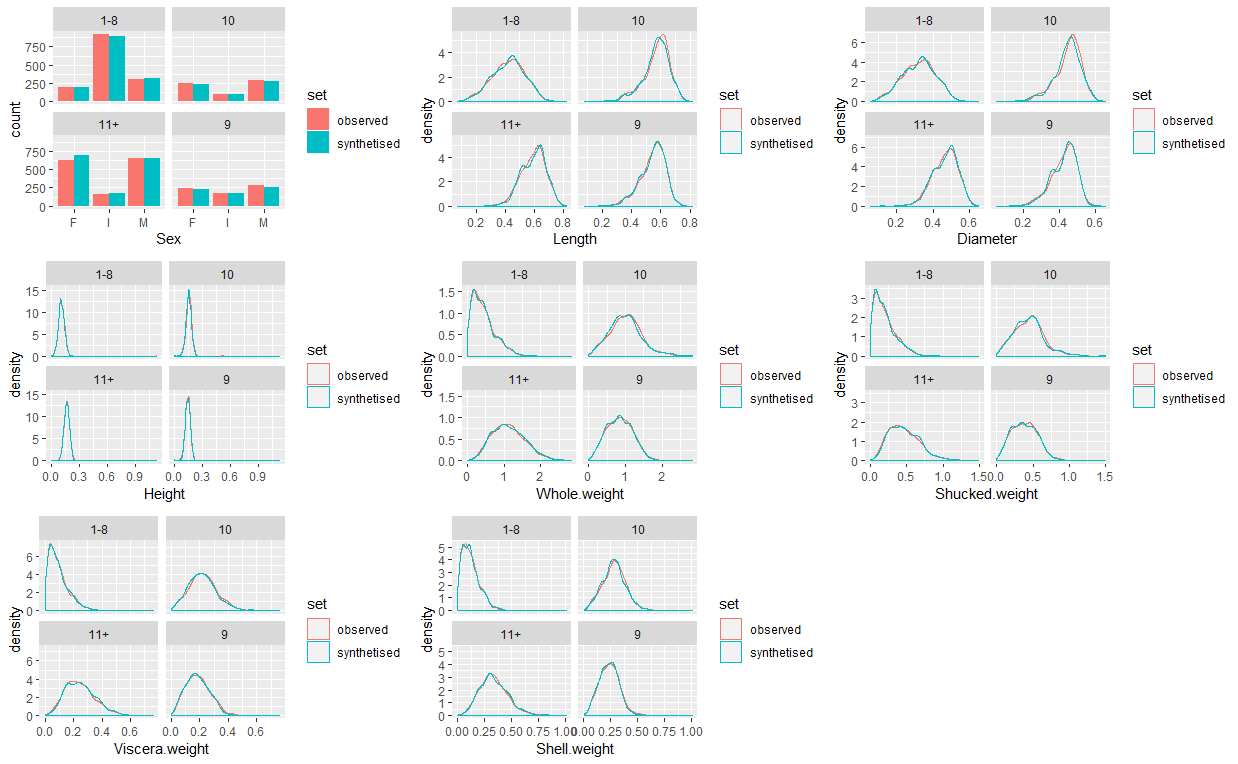 1-8 10
750
500
250
0
count
11+ 9
750
500
250
0
F I M F I M
Sex
set
observed
synthetised
1-8 10
4
2
0
density
11+ 9
4
2
0
0.2 0.4 0.6 0.8 0.2 0.4 0.6 0.8
Length
set
observed
synthetised
1-8 10
6
4
2
0
density
11+ 9
6
4
2
0
0.2 0.4 0.6 0.2 0.4 0.6
Diameter
set
observed
synthetised
1-8 10
15
10
5
0
density
11+ 9
15
10
5
0
0.0 0.3 0.6 0.9 0.0 0.3 0.6 0.9
Height
set
observed
synthetised
1-8 10
1.5
1.0
0.5
0.0
density
11+ 9
1.5
1.0
0.5
0.0
0 1 2 0 1 2
Whole.weight
set
observed
synthetised
1-8 10
3
2
1
0
density
11+ 9
3
2
1
0
0.0 0.5 1.0 1.5 0.0 0.5 1.0 1.5
Shucked.weight
set
observed
synthetised
1-8 10
6
4
2
0
density
11+ 9
6
4
2
0
0.0 0.2 0.4 0.6 0.0 0.2 0.4 0.6
Viscera.weight
set
observed
synthetised
1-8 10
5
4
3
2
1
0
density
11+ 9
5
4
3
2
1
0
0.00 0.25 0.50 0.75 1.00 0.00 0.25 0.50 0.75 1.00
Shell.weight
set
observed
synthetised